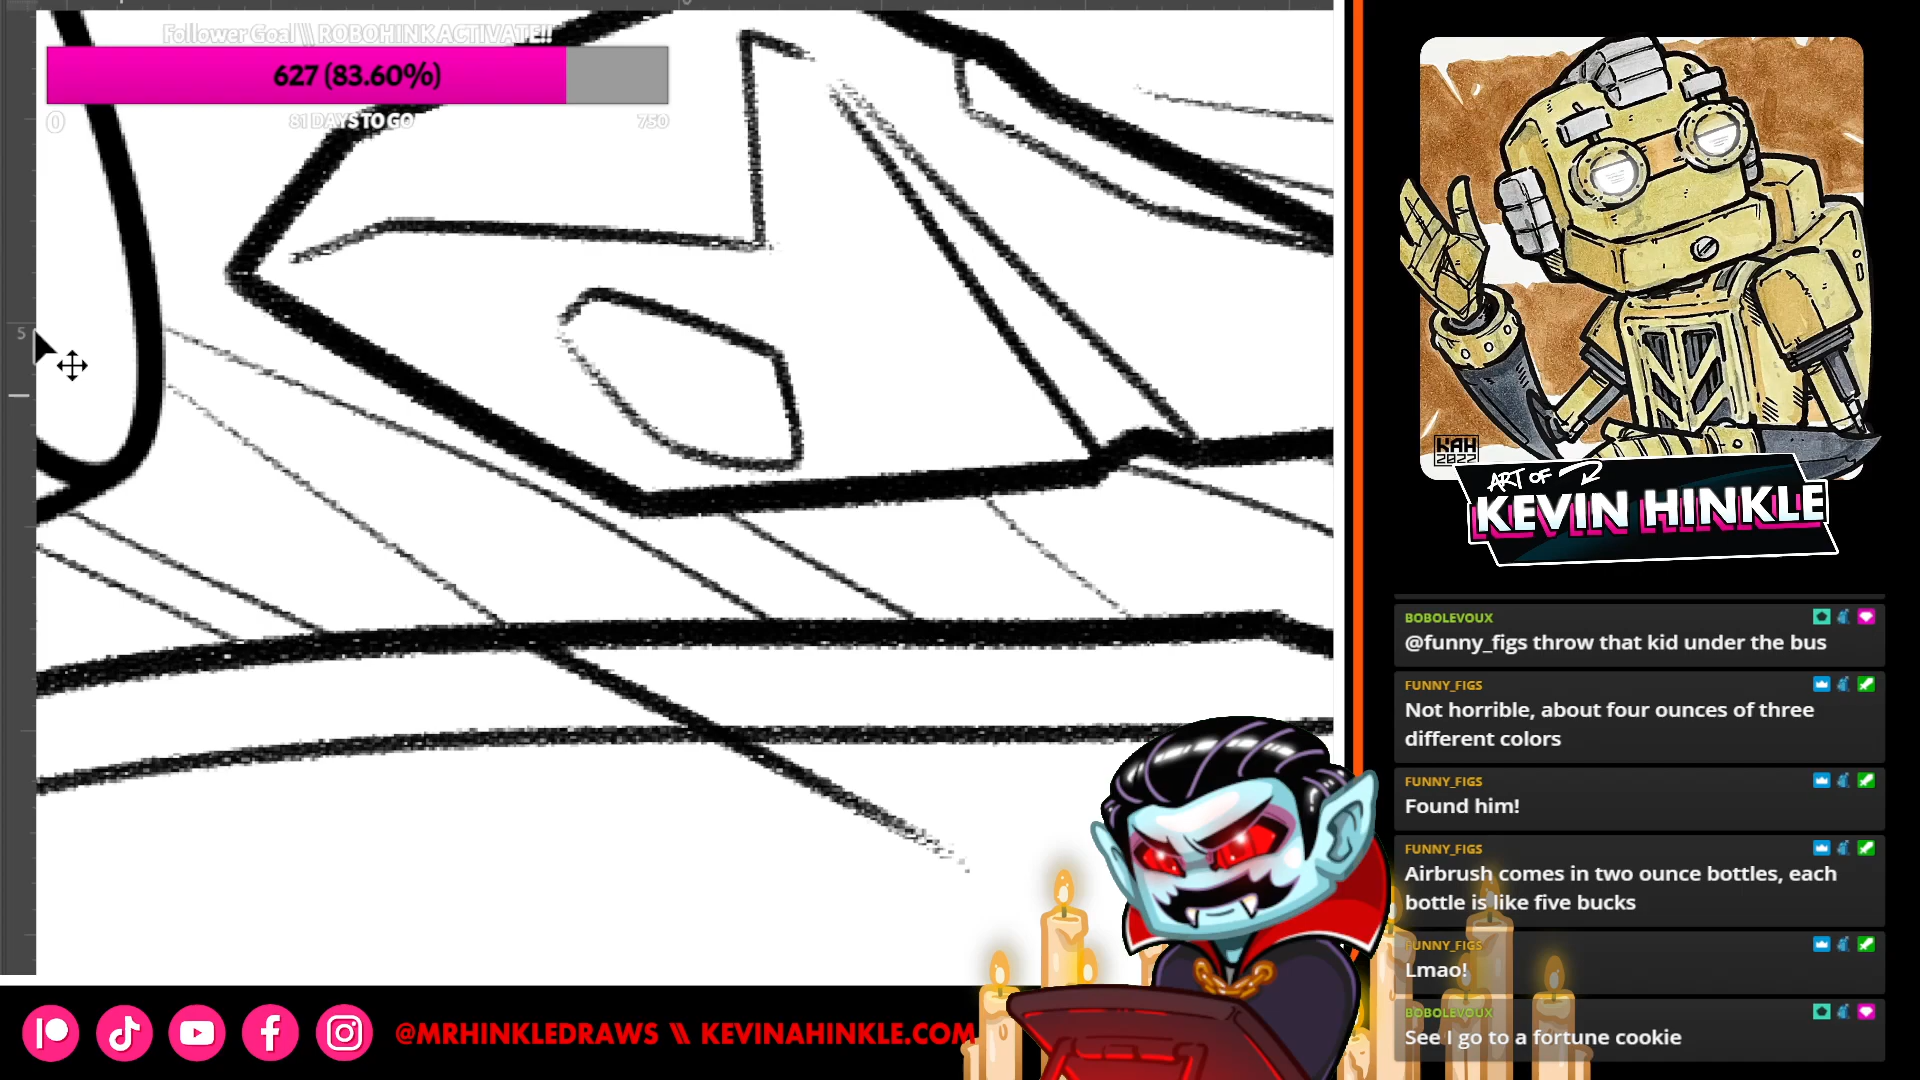 Follower Goal \\ ROBOHINK ACTIVATE!!
627 (83.60%)
0
81 DAYS TO GO
750
5
KAH
2022
ART OF
KEVIN HINKLE
BOBOLEVOUX
@funny_figs throw that kid under the bus
FUNNY_FIGS
Not horrible, about four ounces of three
different colors
FUNNY_FIGS
Found him!
FUNNY_FIGS
Airbrush comes in two ounce bottles, each
bottle is like five bucks
FUNNY_FIGS
Lmao!
BOBOLEVOUX
See I go to a fortune cookie
@MRHINKLEDRAWS \\ KEVINAHINKLE.COM